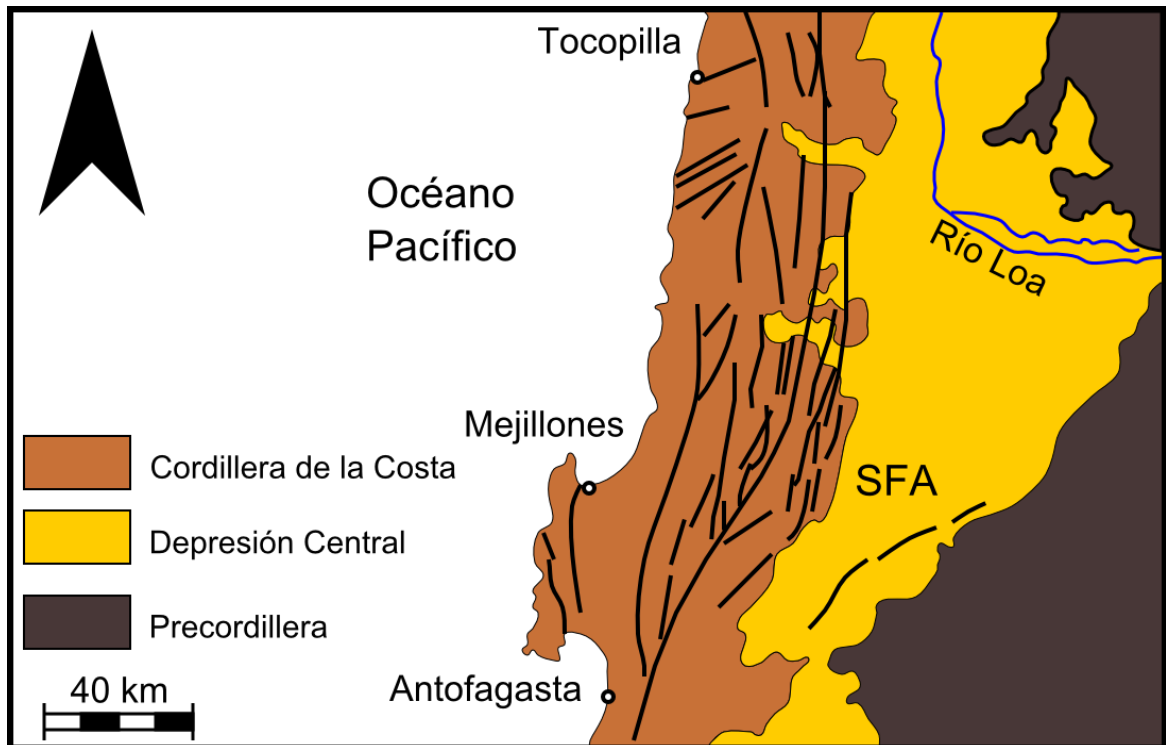 Tocopilla
Océano
Pacífico
Río Loa
Mejillones
SFA
Cordillera de la Costa
Depresión Central
Precordillera
40 km
Antofagasta